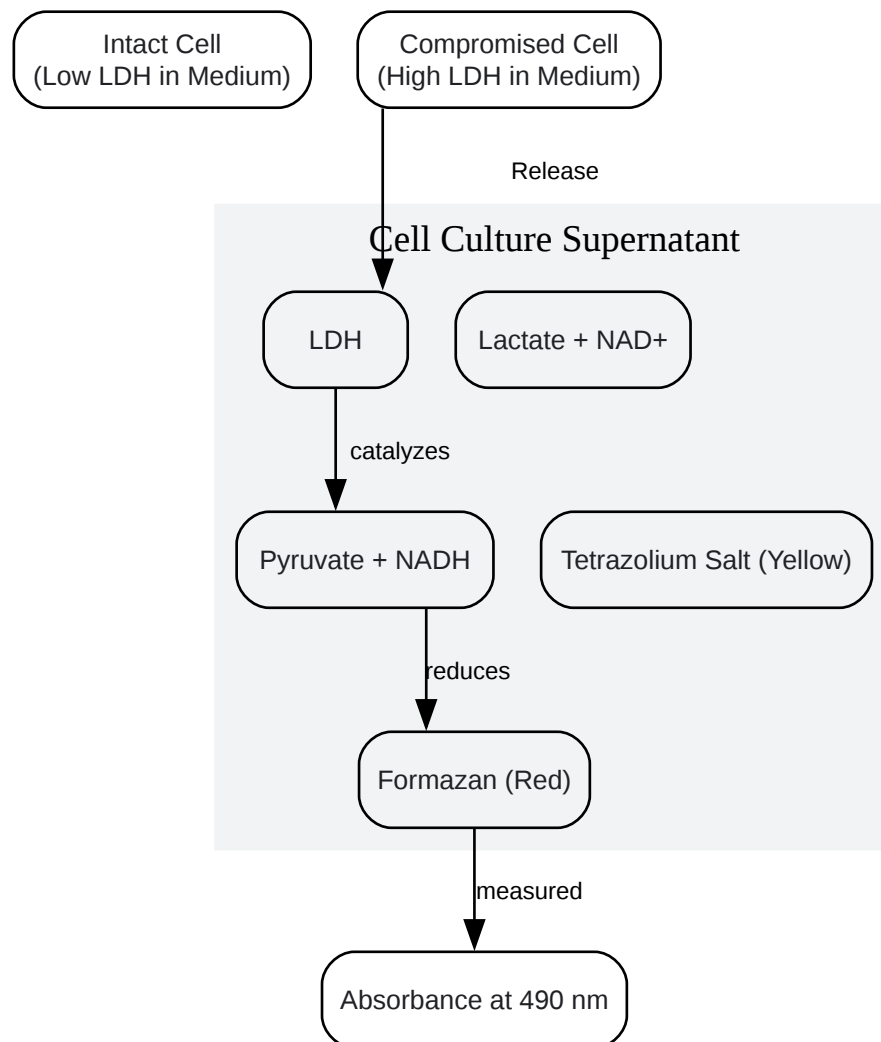 Intact Cell
(Low LDH in Medium)
Compromised Cell
(High LDH in Medium)
Release
Cell Culture Supernatant
LDH
Lactate + NAD+
catalyzes
Pyruvate + NADH
Tetrazolium Salt (Yellow)
reduces
Formazan (Red)
measured
Absorbance at 490 nm